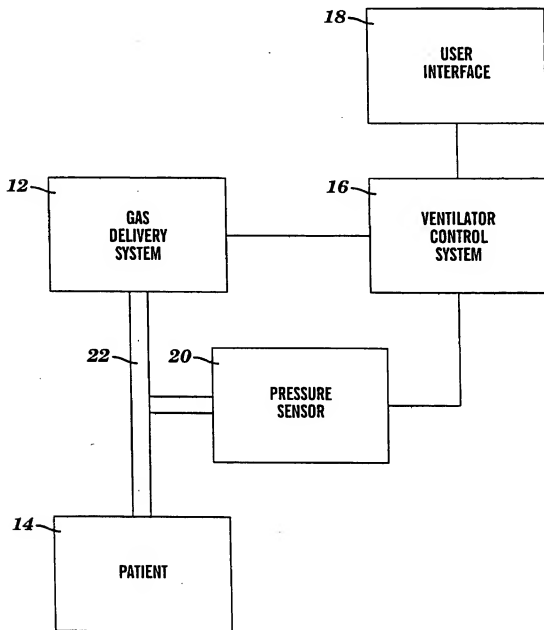 18
USER
INTERFACE
12
GAS
DELIVERY
SYSTEM
16
VENTILATOR
CONTROL
SYSTEM
22
20
PRESSURE
SENSOR
14
PATIENT